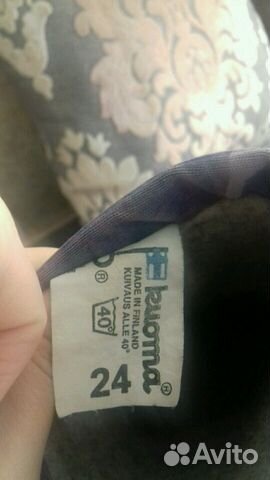 kuoma®
MADE IN FINLAND
KUIVAUS ALLE 40°
®
40°
24
Avito